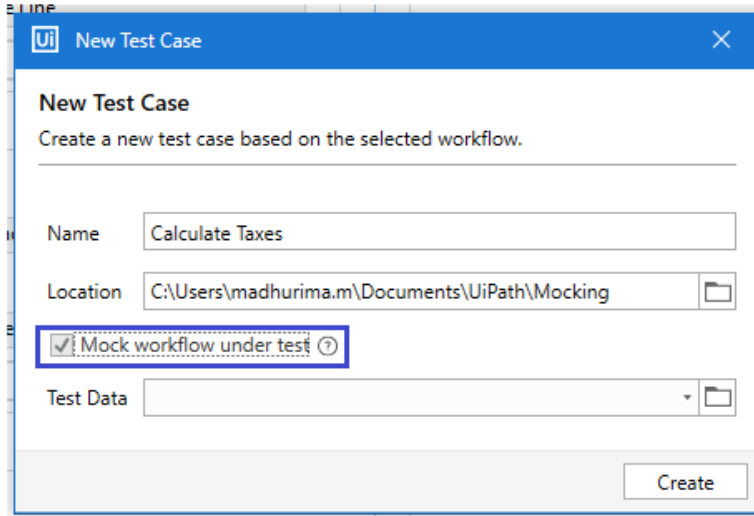 e Line
Ui New Test Case
New Test Case
Create a new test case based on the selected workflow.
Name Calculate Taxes
Location C:\Users\madhurima.m\Documents\UiPath\Mocking
Mock workflow under test ?
Test Data
Create